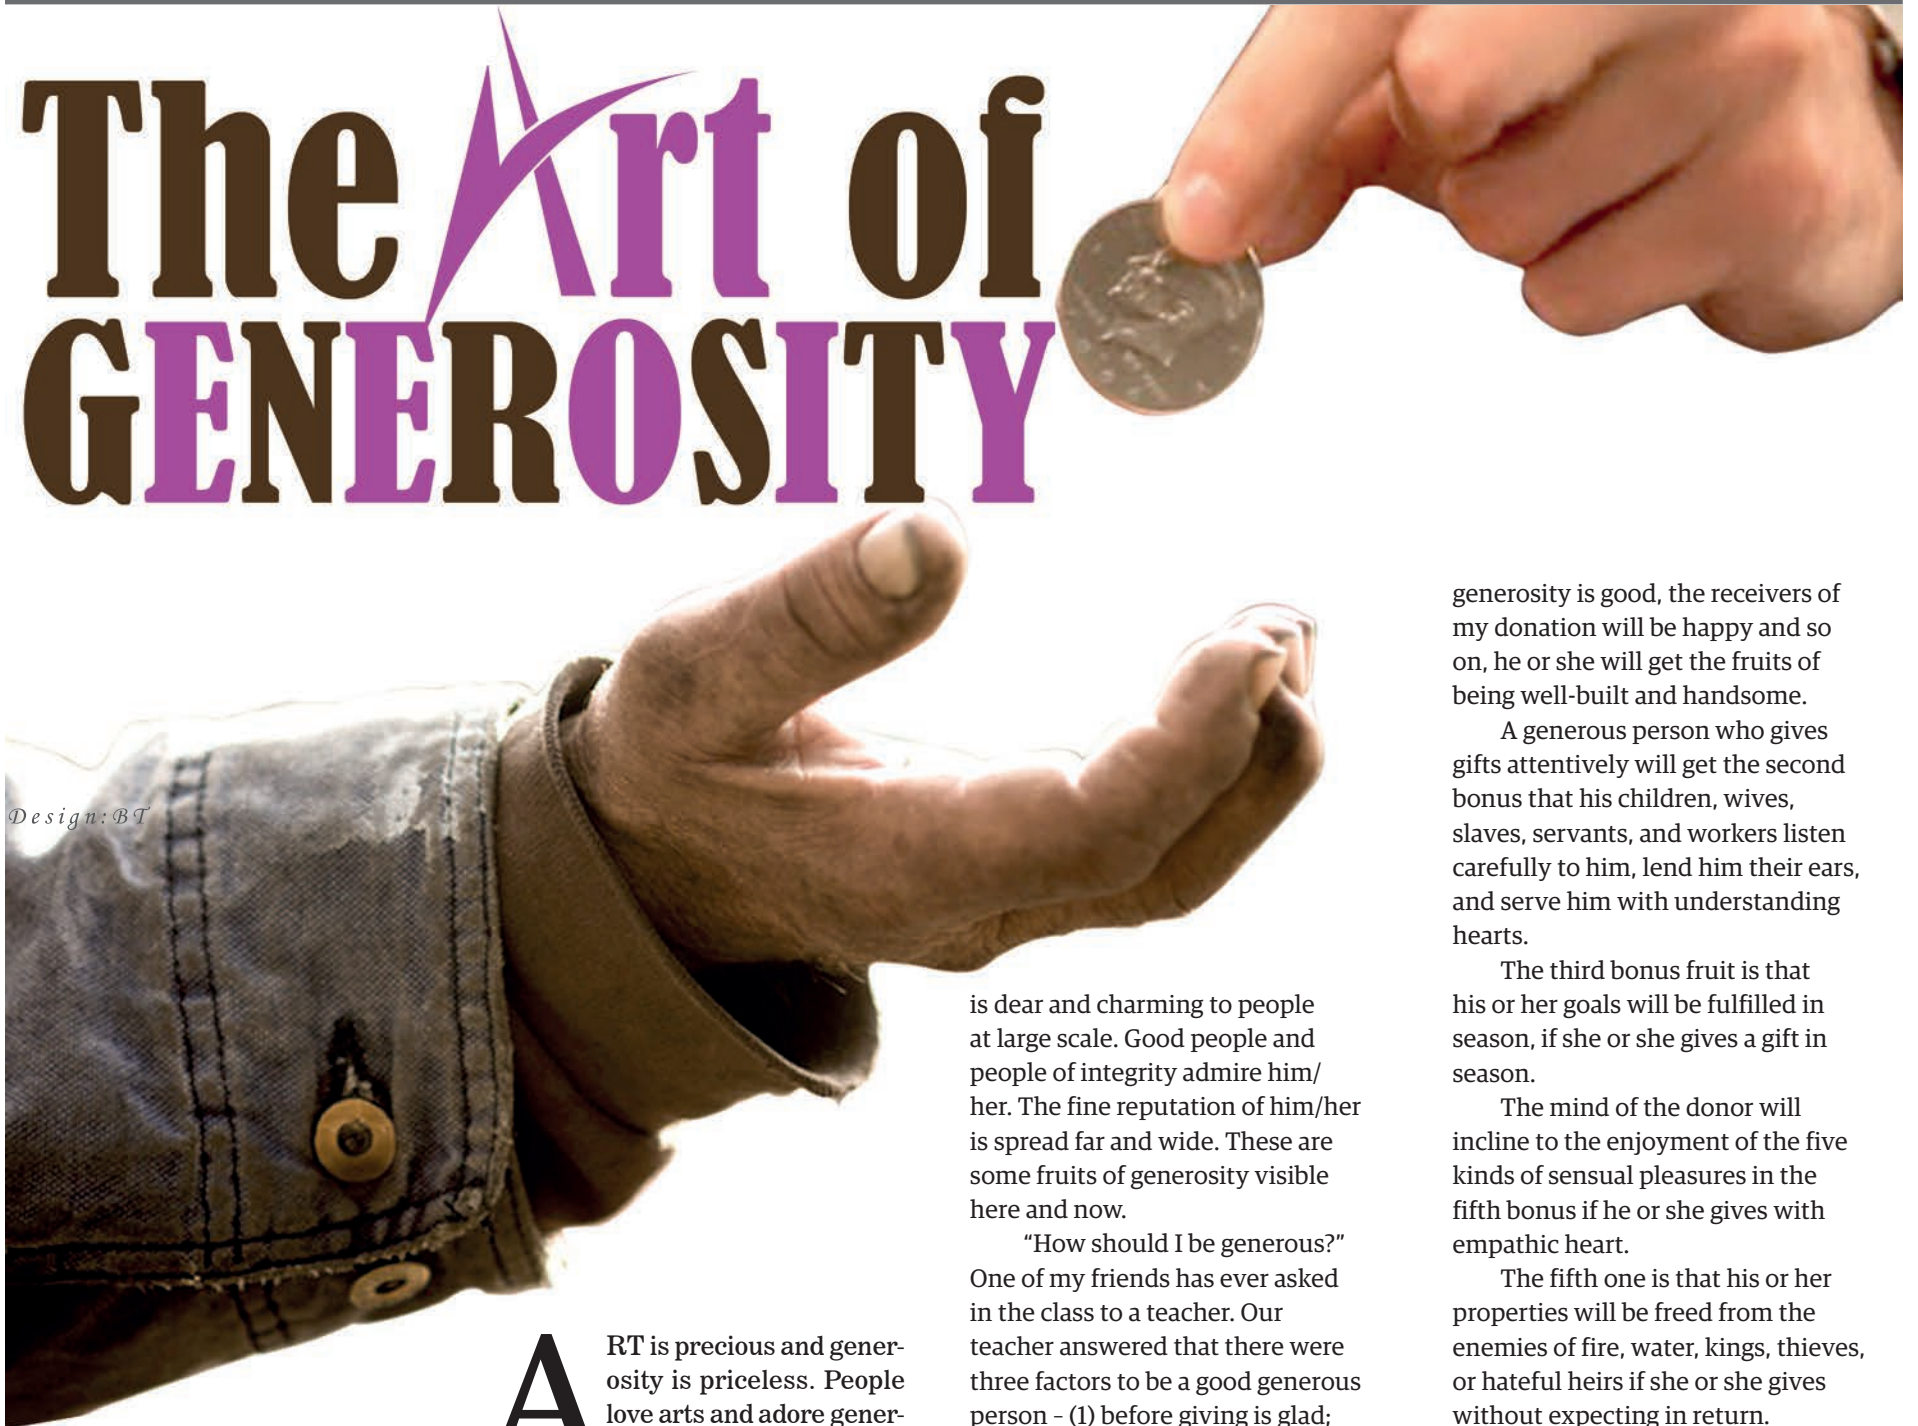 The Art of
GENEROSITY
Design:BT
ART is precious and gener-
osity is priceless. People
love arts and adore gener-
is dear and charming to people
at large scale. Good people and
people of integrity admire him/
her. The fine reputation of him/her
is spread far and wide. These are
some fruits of generosity visible
here and now.
“How should I be generous?”
One of my friends has ever asked
in the class to a teacher. Our
teacher answered that there were
three factors to be a good generous
person – (1) before giving is glad;
generosity is good, the receivers of
my donation will be happy and so
on, he or she will get the fruits of
being well-built and handsome.
A generous person who gives
gifts attentively will get the second
bonus that his children, wives,
slaves, servants, and workers listen
carefully to him, lend him their ears,
and serve him with understanding
hearts.
The third bonus fruit is that
his or her goals will be fulfilled in
season, if she or she gives a gift in
season.
The mind of the donor will
incline to the enjoyment of the five
kinds of sensual pleasures in the
fifth bonus if he or she gives with
empathic heart.
The fifth one is that his or her
properties will be freed from the
enemies of fire, water, kings, thieves,
or hateful heirs if she or she gives
without expecting in return.